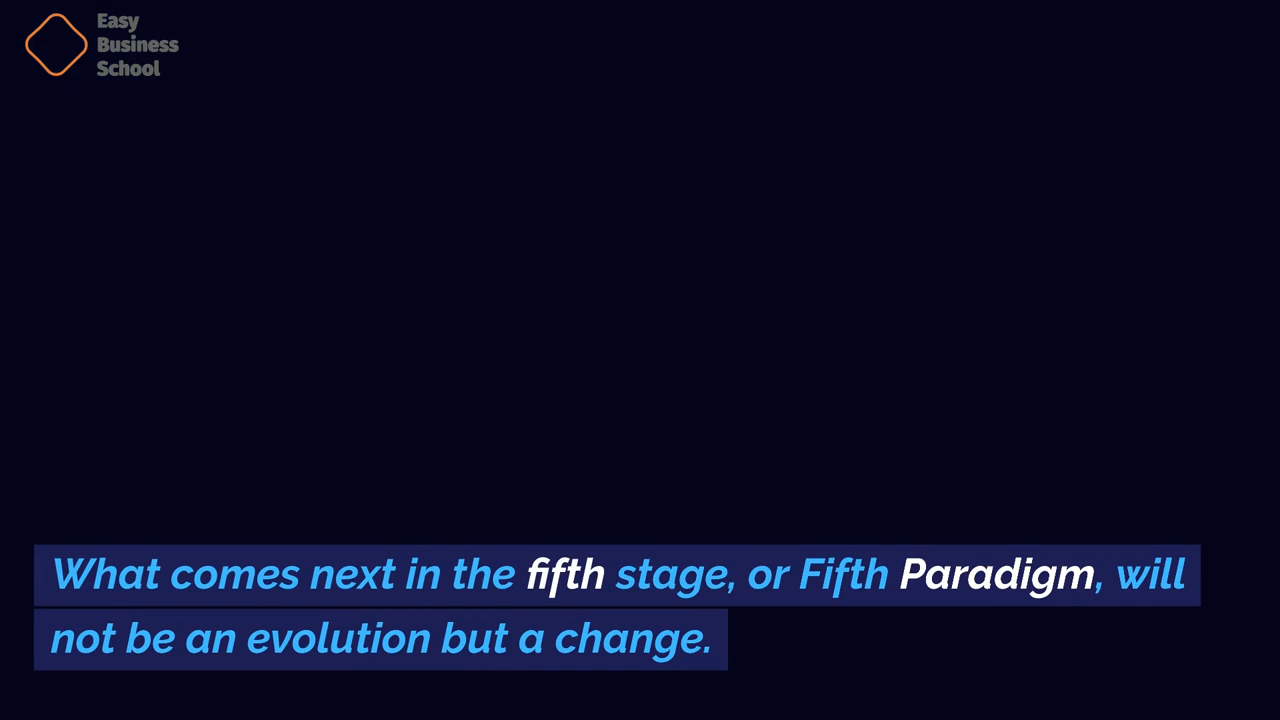 Easy
Business
School
What comes next in the fifth stage, or Fifth Paradigm, will
not be an evolution but a change.